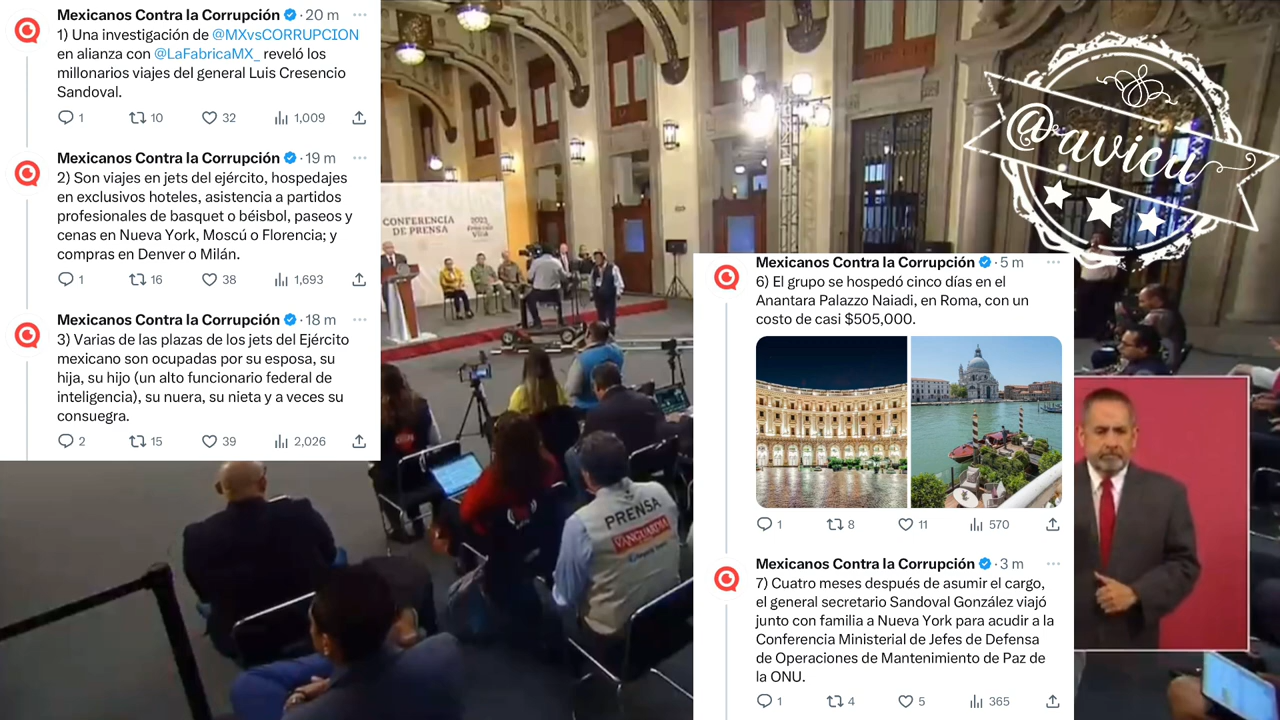 Mexicanos Contra la Corrupción · 20 m
1) Una investigación de @MXvsCORRUPCION
en alianza con @LaFabricaMX_ reveló los
millonarios viajes del general Luis Cresencio
Sandoval.
1 10 32 1,009
Mexicanos Contra la Corrupción · 19 m
2) Son viajes en jets del ejército, hospedajes
en exclusivos hoteles, asistencia a partidos
profesionales de basquet o béisbol, paseos y
cenas en Nueva York, Moscú o Florencia; y
compras en Denver o Milán.
1 16 38 1,693
Mexicanos Contra la Corrupción · 18 m
3) Varias de las plazas de los jets del Ejército
mexicano son ocupadas por su esposa, su
hija, su hijo (un alto funcionario federal de
inteligencia), su nuera, su nieta y a veces su
consuegra.
2 15 39 2,026
CONFERENCIA
DE PRENSA
2023
VILLA
@avieu
PRENSA
VANGUARDIA
Mexicanos Contra la Corrupción · 5 m
6) El grupo se hospedó cinco días en el
Anantara Palazzo Naiadi, en Roma, con un
costo de casi $505,000.
1 8 11 570
Mexicanos Contra la Corrupción · 3 m
7) Cuatro meses después de asumir el cargo,
el general secretario Sandoval González viajó
junto con familia a Nueva York para acudir a la
Conferencia Ministerial de Jefes de Defensa
de Operaciones de Mantenimiento de Paz de
la ONU.
1 4 5 365